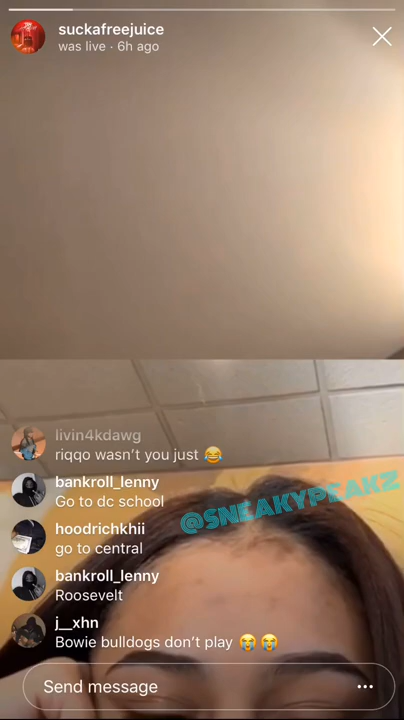 suckafreejuice
was live · 6h ago
livin4kdawg
riqqo wasn’t you just 😂
bankroll_lenny
Go to dc school
@SNEAKYPEAKZ
hoodrichkhii
go to central
bankroll_lenny
Roosevelt
j__xhn
Bowie bulldogs don’t play 😭😭
Send message